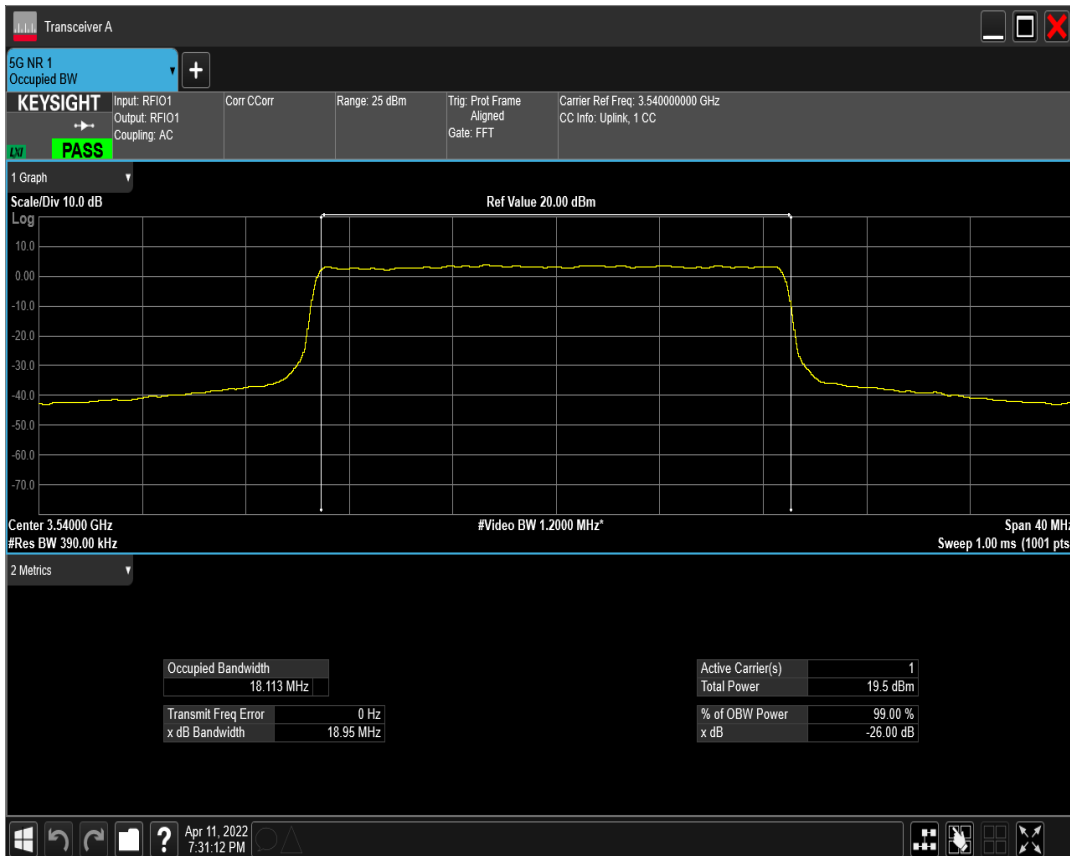 Transceiver A
5G NR 1
Occupied BW
KEYSIGHT
LXI
PASS
Input: RFIO1
Output: RFIO1
Coupling: AC
Corr CCorr
Range: 25 dBm
Trig: Prot Frame
Aligned
Gate: FFT
Carrier Ref Freq: 3.540000000 GHz
CC Info: Uplink, 1 CC
1 Graph
Scale/Div 10.0 dB
Ref Value 20.00 dBm
Log
10.0
0.00
-10.0
-20.0
-30.0
-40.0
-50.0
-60.0
-70.0
Center 3.54000 GHz
#Video BW 1.2000 MHz*
Span 40 MHz
#Res BW 390.00 kHz
Sweep 1.00 ms (1001 pts
2 Metrics
Occupied Bandwidth
18.113 MHz
Transmit Freq Error 0 Hz
x dB Bandwidth 18.95 MHz
Active Carrier(s) 1
Total Power 19.5 dBm
% of OBW Power 99.00 %
x dB -26.00 dB
?
Apr 11, 2022
7:31:12 PM